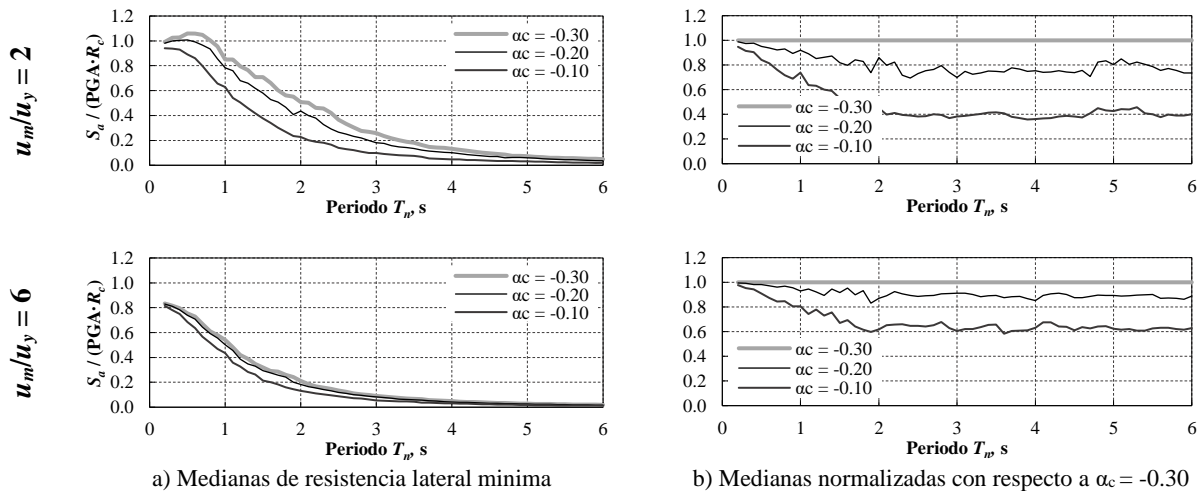 u_m/u_y = 2
S_a / (PGA·R_c)
1.2
1.0
0.8
0.6
0.4
0.2
0.0
αc = -0.30
αc = -0.20
αc = -0.10
0 1 2 3 4 5 6
Periodo T_n, s
1.2
1.0
0.8
0.6
0.4
0.2
0.0
αc = -0.30
αc = -0.20
αc = -0.10
0 1 2 3 4 5 6
Periodo T_n, s
u_m/u_y = 6
S_a / (PGA·R_c)
1.2
1.0
0.8
0.6
0.4
0.2
0.0
αc = -0.30
αc = -0.20
αc = -0.10
0 1 2 3 4 5 6
Periodo T_n, s
1.2
1.0
0.8
0.6
0.4
0.2
0.0
αc = -0.30
αc = -0.20
αc = -0.10
0 1 2 3 4 5 6
Periodo T_n, s
a) Medianas de resistencia lateral minima
b) Medianas normalizadas con respecto a α_c = -0.30